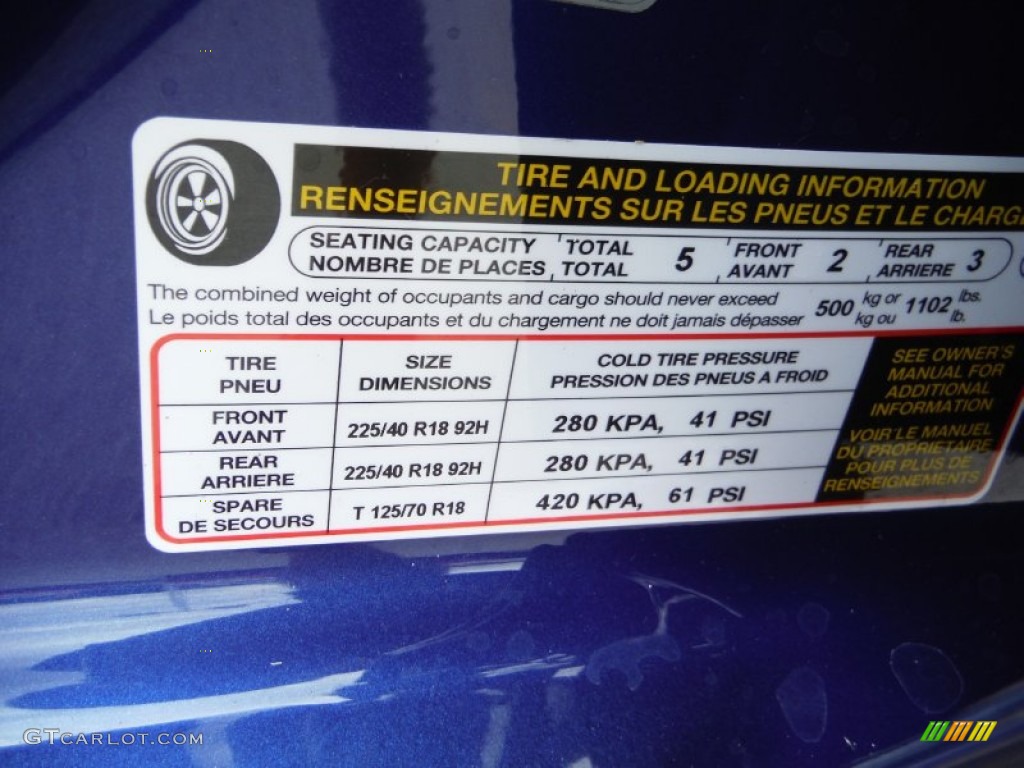 TIRE AND LOADING INFORMATION
RENSEIGNEMENTS SUR LES PNEUS ET LE CHARG
SEATING CAPACITY TOTAL 5 FRONT 2 REAR 3
NOMBRE DE PLACES TOTAL AVANT ARRIERE
The combined weight of occupants and cargo should never exceed 500 kg or 1102 lbs.
Le poids total des occupants et du chargement ne doit jamais dépasser kg ou lb.
TIRE SIZE COLD TIRE PRESSURE
PNEU DIMENSIONS PRESSION DES PNEUS A FROID
FRONT
AVANT 225/40 R18 92H 280 KPA, 41 PSI
REAR
ARRIERE 225/40 R18 92H 280 KPA, 41 PSI
SPARE
DE SECOURS T 125/70 R18 420 KPA, 61 PSI
SEE OWNER'S
MANUAL FOR
ADDITIONAL
INFORMATION
VOIR LE MANUEL
DU PROPRIETAIRE
POUR PLUS DE
RENSEIGNEMENTS
GTCARLOT.COM